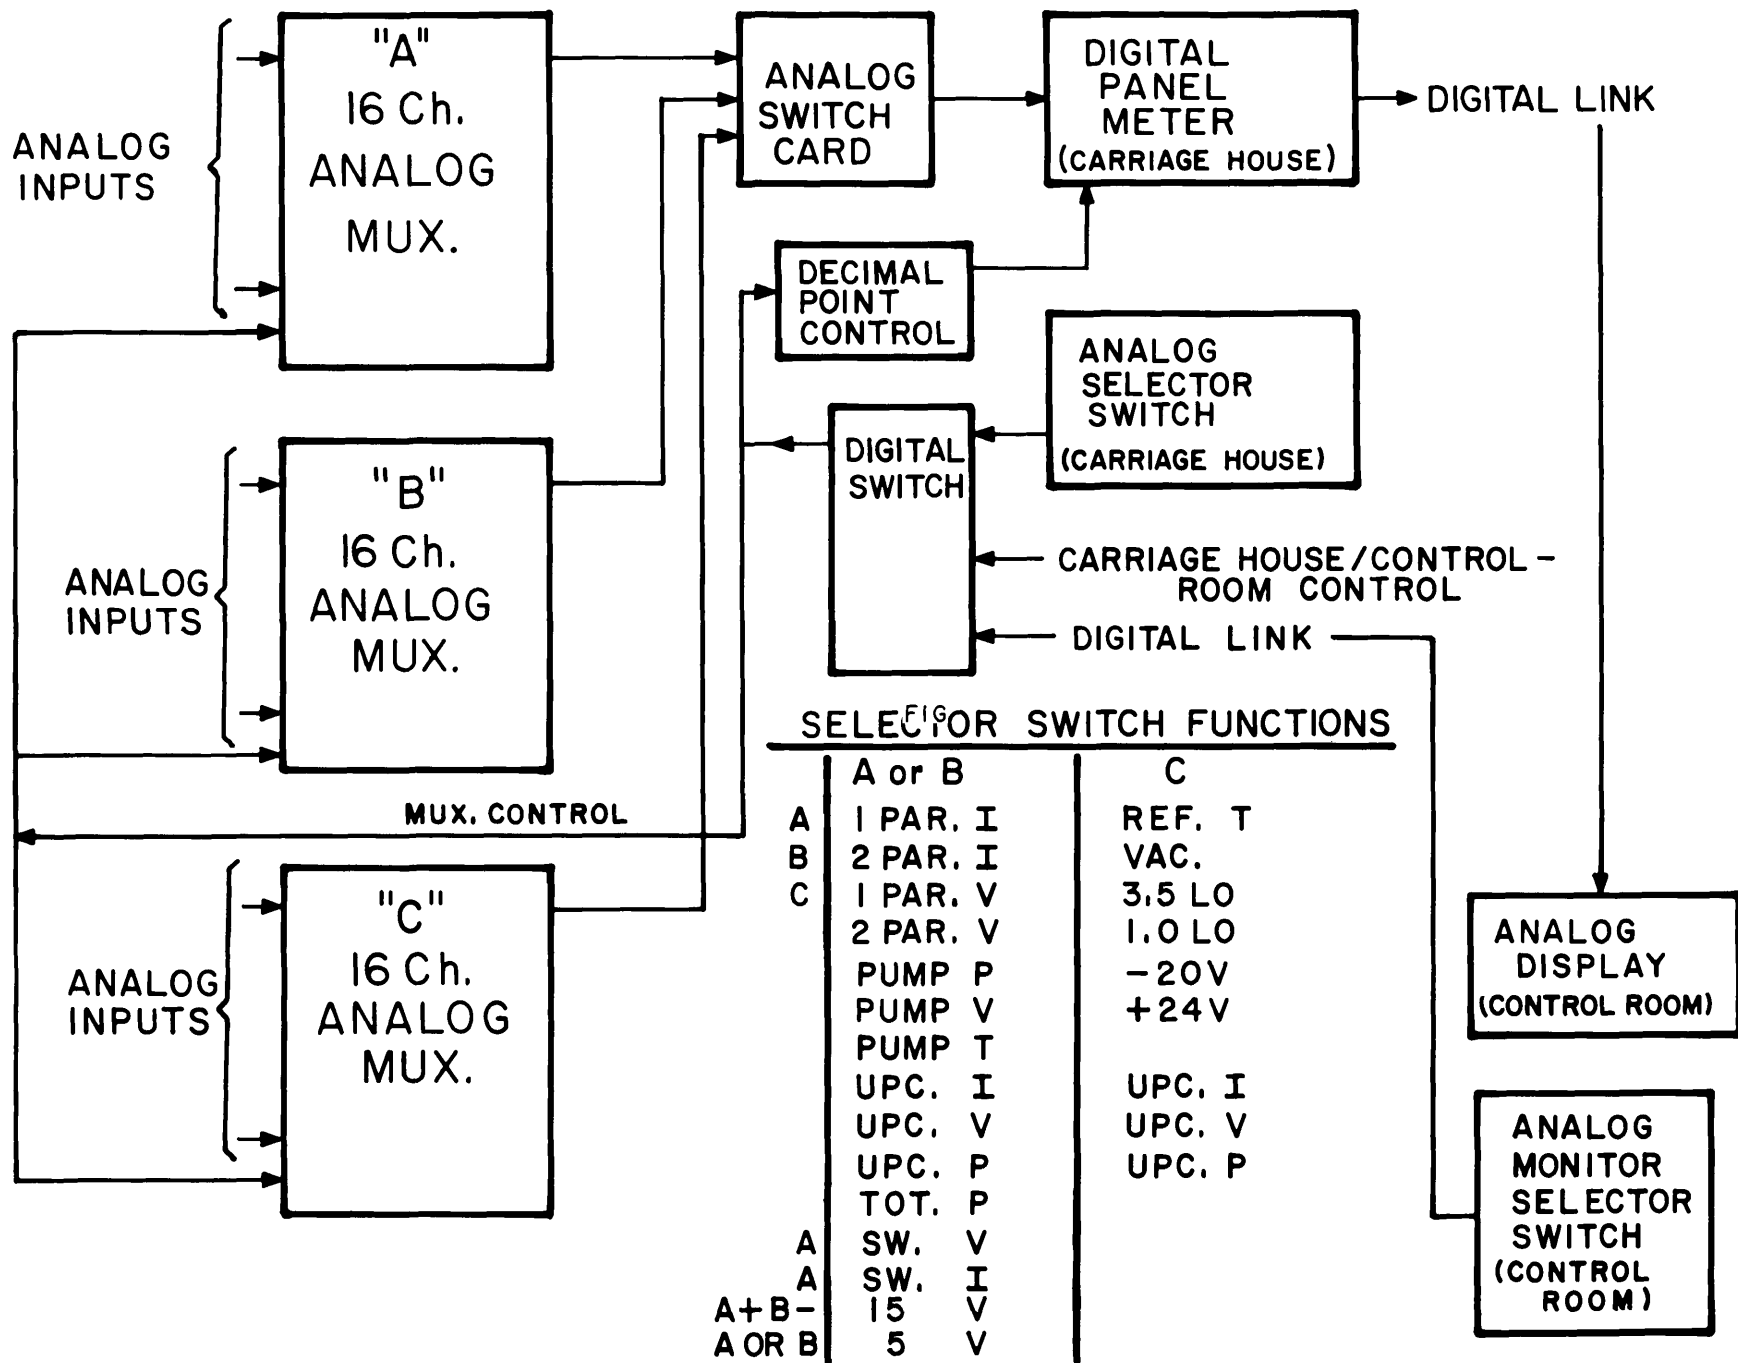 "A"
16 Ch.
ANALOG
MUX.
ANALOG
INPUTS
ANALOG
SWITCH
CARD
DIGITAL
PANEL
METER
(CARRIAGE HOUSE)
DIGITAL LINK
DECIMAL
POINT
CONTROL
ANALOG
SELECTOR
SWITCH
(CARRIAGE HOUSE)
"B"
16 Ch.
ANALOG
MUX.
ANALOG
INPUTS
DIGITAL
SWITCH
CARRIAGE HOUSE/CONTROL-
ROOM CONTROL
DIGITAL LINK
MUX. CONTROL
"C"
16 Ch.
ANALOG
MUX.
ANALOG
INPUTS
FIG
SELECTOR SWITCH FUNCTIONS
A or B C
A 1 PAR. I REF. T
B 2 PAR. I VAC.
C 1 PAR. V 3.5 LO
2 PAR. V 1.0 LO
PUMP P -20V
PUMP V +24V
PUMP T
UPC. I UPC. I
UPC. V UPC. V
UPC. P UPC. P
TOT. P
A SW. V
A SW. I
A+B- 15 V
A OR B 5 V
ANALOG
DISPLAY
(CONTROL ROOM)
ANALOG
MONITOR
SELECTOR
SWITCH
(CONTROL
ROOM)